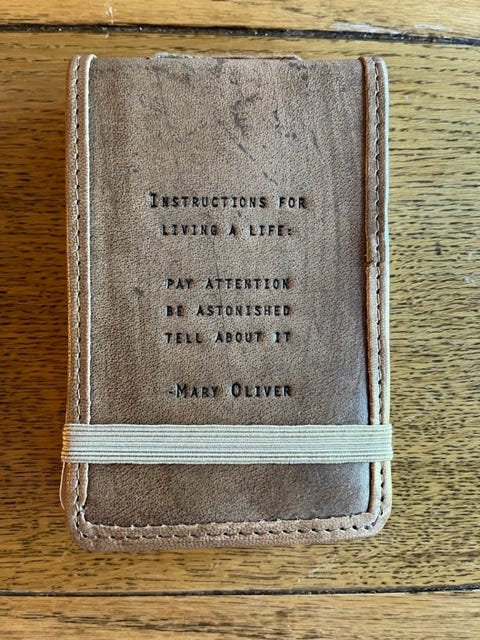 INSTRUCTIONS FOR
LIVING A LIFE:
PAY ATTENTION
BE ASTONISHED
TELL ABOUT IT
-MARY OLIVER